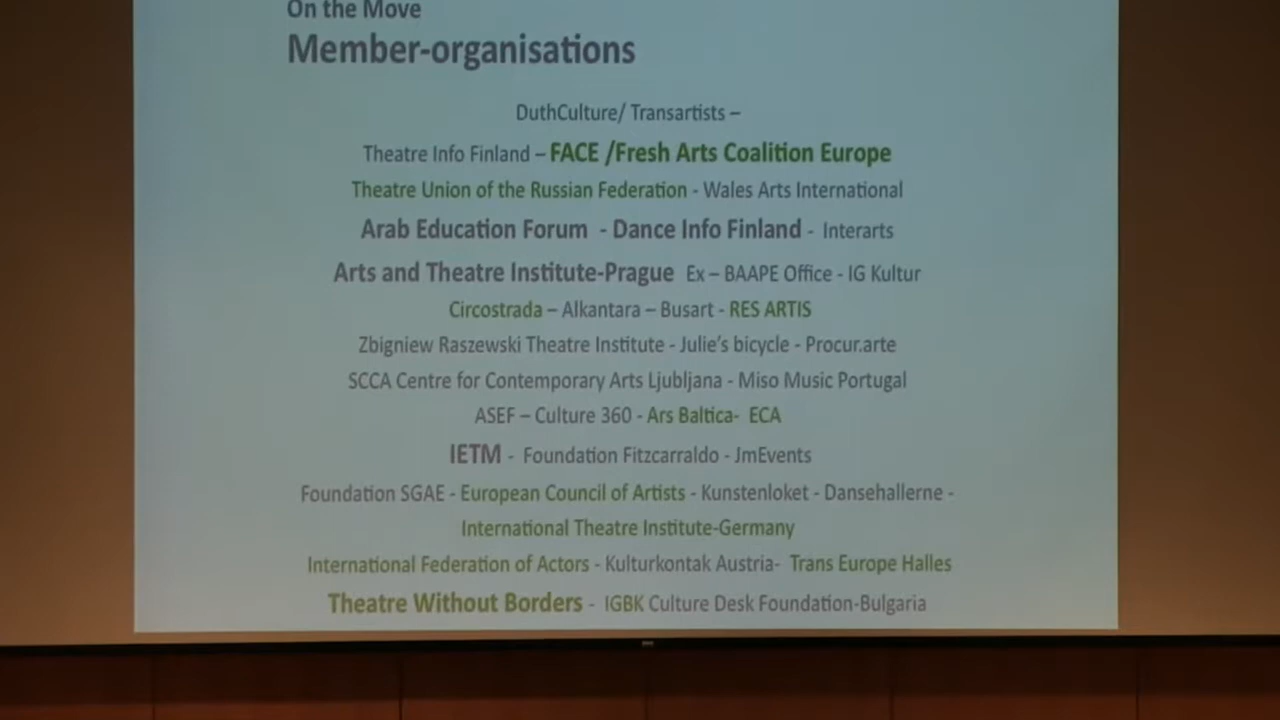 On the Move
Member-organisations
DuthCulture/ Transartists –
Theatre Info Finland – FACE /Fresh Arts Coalition Europe
Theatre Union of the Russian Federation - Wales Arts International
Arab Education Forum - Dance Info Finland - Interarts
Arts and Theatre Institute-Prague Ex – BAAPE Office - IG Kultur
Circostrada – Alkantara – Busart - RES ARTIS
Zbigniew Raszewski Theatre Institute - Julie's bicycle - Procur.arte
SCCA Centre for Contemporary Arts Ljubljana - Miso Music Portugal
ASEF – Culture 360 - Ars Baltica- ECA
IETM - Foundation Fitzcarraldo - JmEvents
Foundation SGAE - European Council of Artists - Kunstenloket - Dansehallerne -
International Theatre Institute-Germany
International Federation of Actors - Kulturkontak Austria- Trans Europe Halles
Theatre Without Borders - IGBK Culture Desk Foundation-Bulgaria